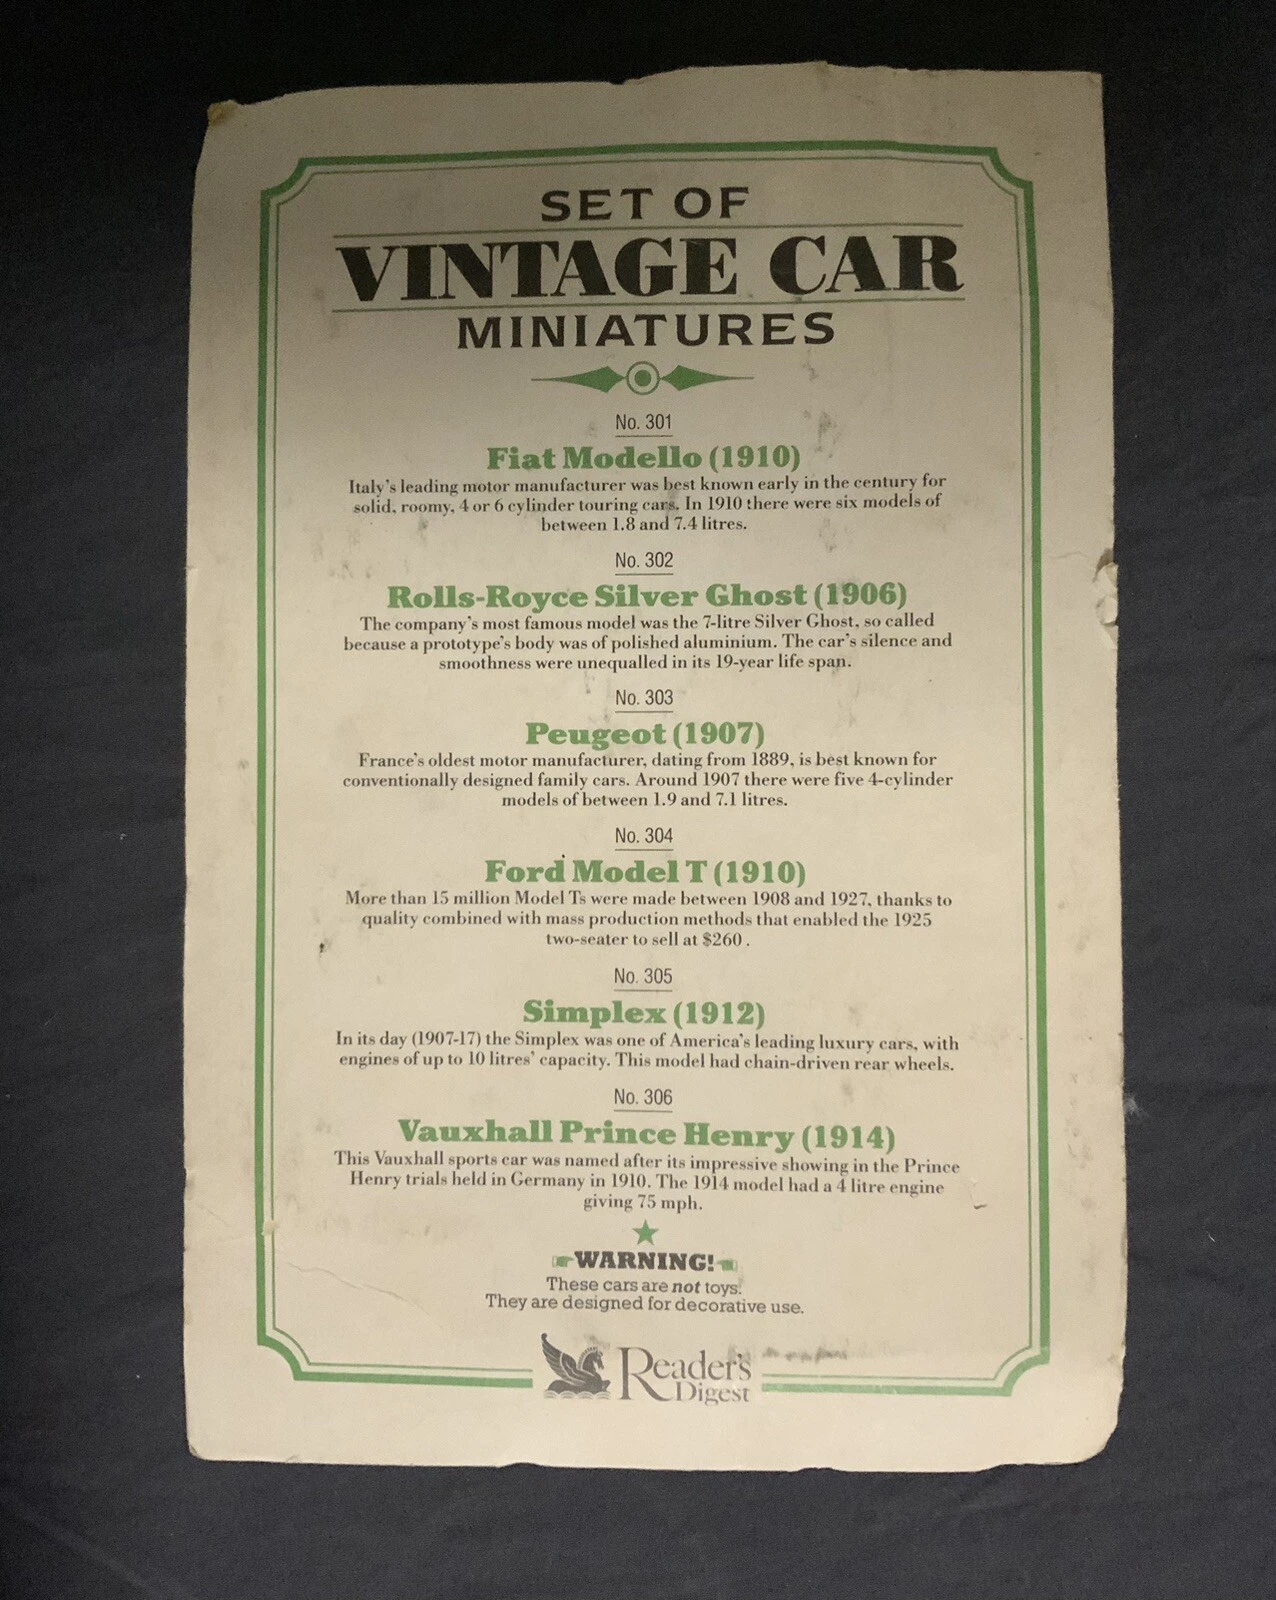 SET OF
VINTAGE CAR
MINIATURES
No. 301
Fiat Modello (1910)
Italy's leading motor manufacturer was best known early in the century for
solid, roomy, 4 or 6 cylinder touring cars. In 1910 there were six models of
between 1.8 and 7.4 litres.
No. 302
Rolls-Royce Silver Ghost (1906)
The company's most famous model was the 7-litre Silver Ghost, so called
because a prototype's body was of polished aluminium. The car's silence and
smoothness were unequalled in its 19-year life span.
No. 303
Peugeot (1907)
France's oldest motor manufacturer, dating from 1889, is best known for
conventionally designed family cars. Around 1907 there were five 4-cylinder
models of between 1.9 and 7.1 litres.
No. 304
Ford Model T (1910)
More than 15 million Model Ts were made between 1908 and 1927, thanks to
quality combined with mass production methods that enabled the 1925
two-seater to sell at $260.
No. 305
Simplex (1912)
In its day (1907-17) the Simplex was one of America's leading luxury cars, with
engines of up to 10 litres' capacity. This model had chain-driven rear wheels.
No. 306
Vauxhall Prince Henry (1914)
This Vauxhall sports car was named after its impressive showing in the Prince
Henry trials held in Germany in 1910. The 1914 model had a 4 litre engine
giving 75 mph.
WARNING!
These cars are not toys.
They are designed for decorative use.
Reader's
Digest